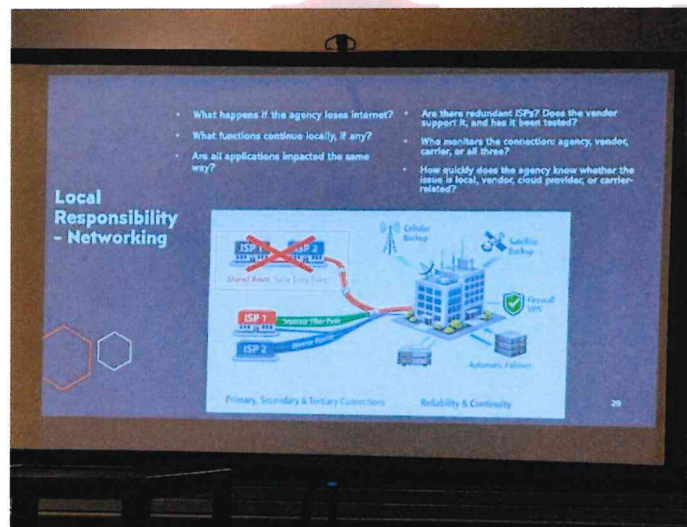 • What happens if the agency loses internet?
• What functions continue locally, if any?
• Are all applications impacted the
way?
• Are there redundant ISPs? Does the vendor
support it, and has it been tested?
• Who monitors the connection: agency, vendor,
carrier, or all three?
• How quickly does the agency know whether the
issue is local, vendor, cloud provider, or carrier-
related?
Local
Responsibility
- Networking
ISP 1
ISP 2
Shared Route, Same Entry Point
ISP 1
Separate Fiber Path
ISP 2
Diverse Route
Cellular
Backup
Satellite
Backup
Firewall
VPN
Automatic Failover
Primary, Secondary & Tertiary Connections
Reliability & Continuity
25